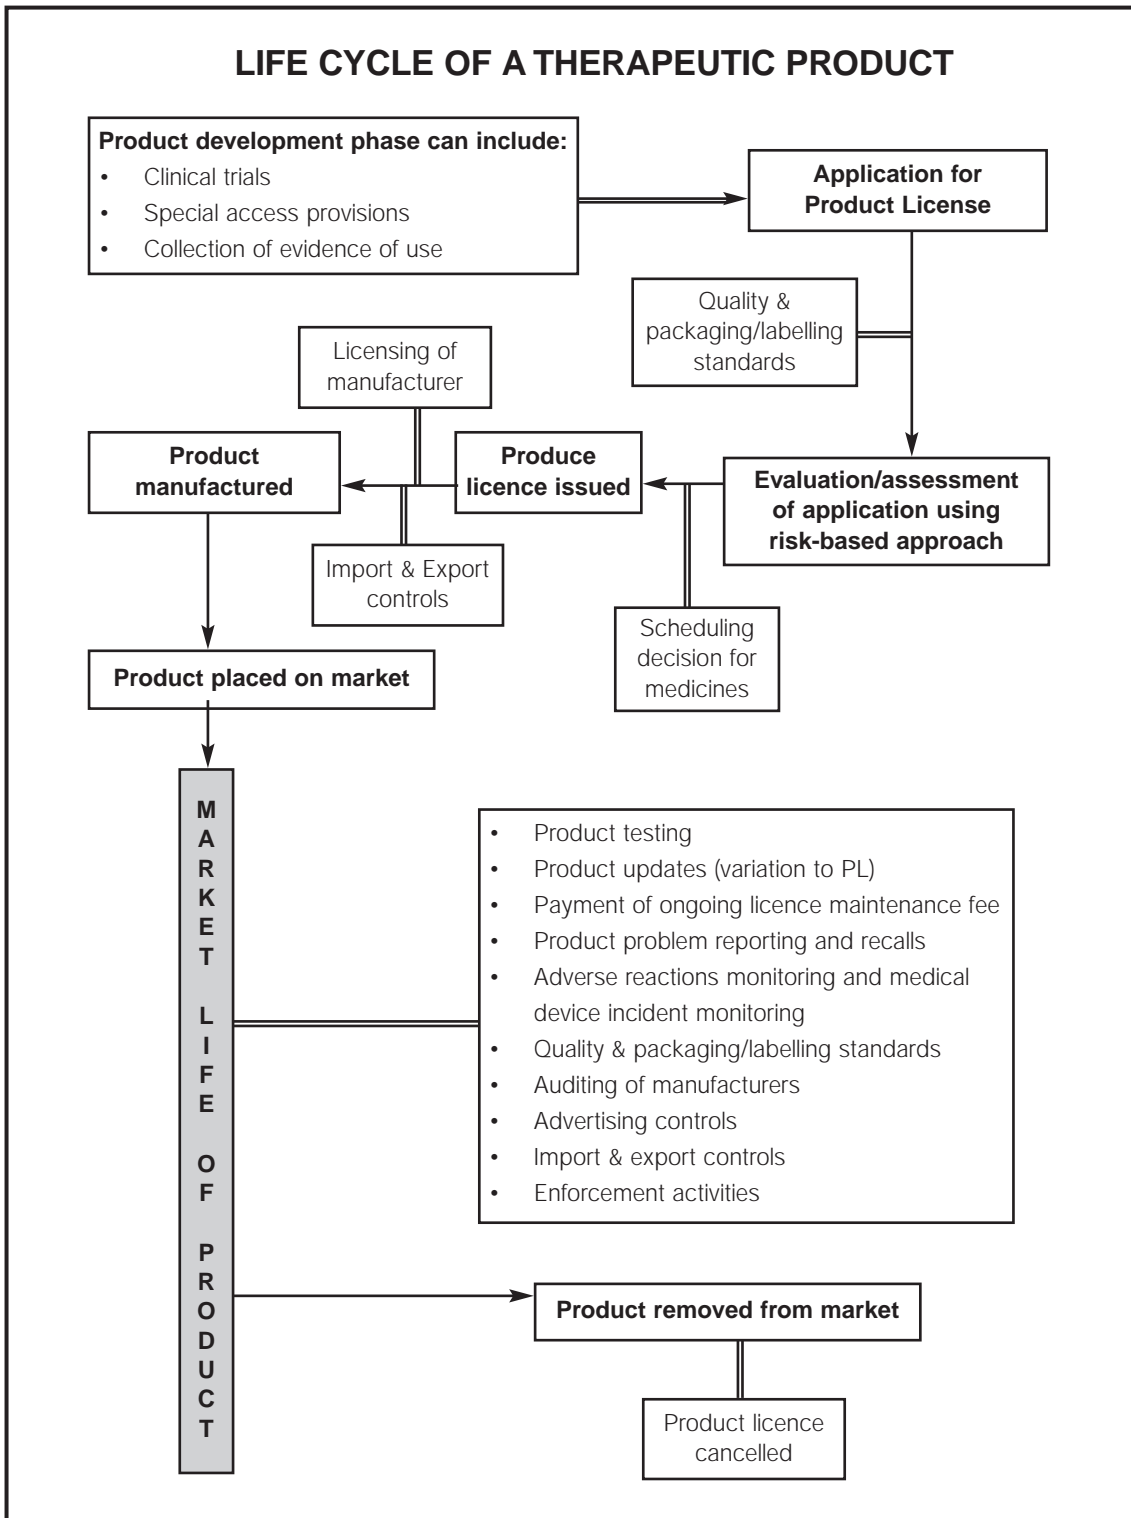 LIFE CYCLE OF A THERAPEUTIC PRODUCT
Product development phase can include:
• Clinical trials
• Special access provisions
• Collection of evidence of use
Application for
Product License
Quality &
packaging/labelling
standards
Licensing of
manufacturer
Product
manufactured
Produce
licence issued
Evaluation/assessment
of application using
risk-based approach
Import & Export
controls
Scheduling
decision for
medicines
Product placed on market
MARKET LIFE OF PRODUCT
• Product testing
• Product updates (variation to PL)
• Payment of ongoing licence maintenance fee
• Product problem reporting and recalls
• Adverse reactions monitoring and medical
device incident monitoring
• Quality & packaging/labelling standards
• Auditing of manufacturers
• Advertising controls
• Import & export controls
• Enforcement activities
Product removed from market
Product licence
cancelled